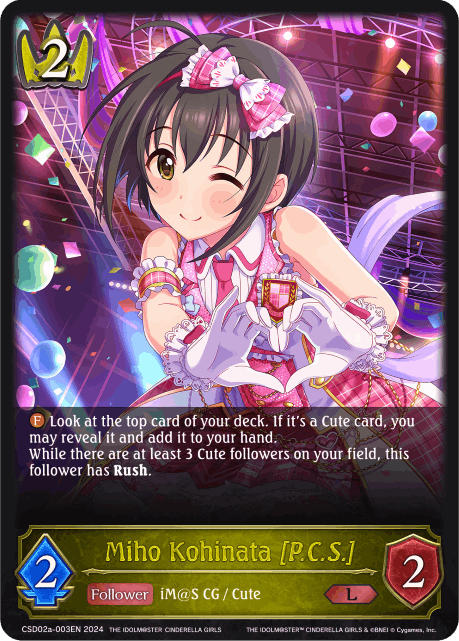 2
F Look at the top card of your deck. If it's a Cute card, you
may reveal it and add it to your hand.
While there are at least 3 Cute followers on your field, this
follower has Rush.
Miho Kohinata [P.C.S.]
2
Follower iM@S CG / Cute
L
2
CSD02a-003EN 2024 THE IDOLM@STER CINDERELLA GIRLS THE IDOLM@STER™ CINDERELLA GIRLS & ©BNEI © Cygames, Inc.